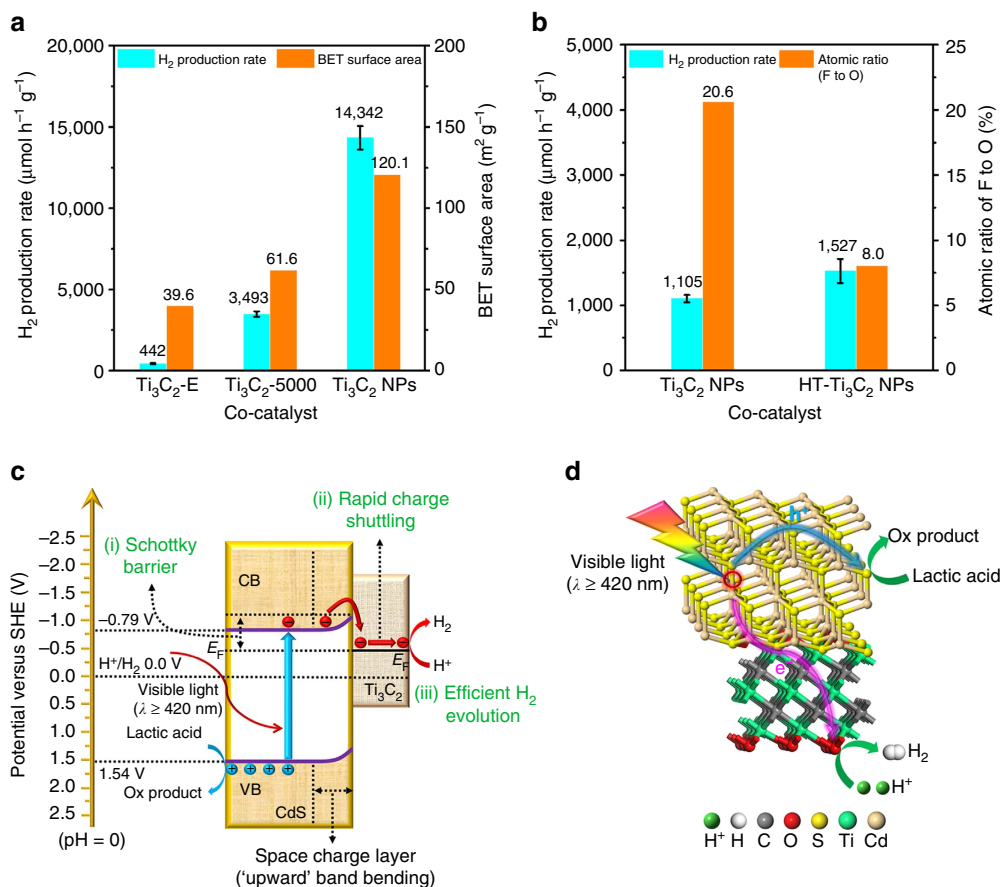 a
20,000
15,000
10,000
5,000
0
H₂ production rate (μmol h⁻¹ g⁻¹)
H₂ production rate
BET surface area
442
39.6
3,493
61.6
14,342
120.1
200
150
100
50
0
BET surface area (m² g⁻¹)
Ti₃C₂-E
Ti₃C₂-5000
Ti₃C₂ NPs
Co-catalyst
b
5,000
4,000
3,000
2,000
1,000
0
H₂ production rate (μmol h⁻¹ g⁻¹)
H₂ production rate
Atomic ratio
(F to O)
1,105
20.6
1,527
8.0
25
20
15
10
5
0
Atomic ratio of F to O (%)
Ti₃C₂ NPs
HT-Ti₃C₂ NPs
Co-catalyst
c
Potential versus SHE (V)
−2.5
−2.0
−1.5
−1.0
−0.5
0.0
0.5
1.0
1.5
2.0
2.5
(pH = 0)
(i) Schottky
barrier
(ii) Rapid charge
shuttling
(iii) Efficient H₂
evolution
−0.79 V
H⁺/H₂ 0.0 V
Visible light
(λ ≥ 420 nm)
Lactic acid
1.54 V
Ox product
CB
E_F
VB
CdS
E_F
Ti₃C₂
H₂
H⁺
Space charge layer
(‘upward’ band bending)
d
Visible light
(λ ≥ 420 nm)
h⁺
Ox product
Lactic acid
e⁻
H₂
H⁺
H⁺ H C O S Ti Cd